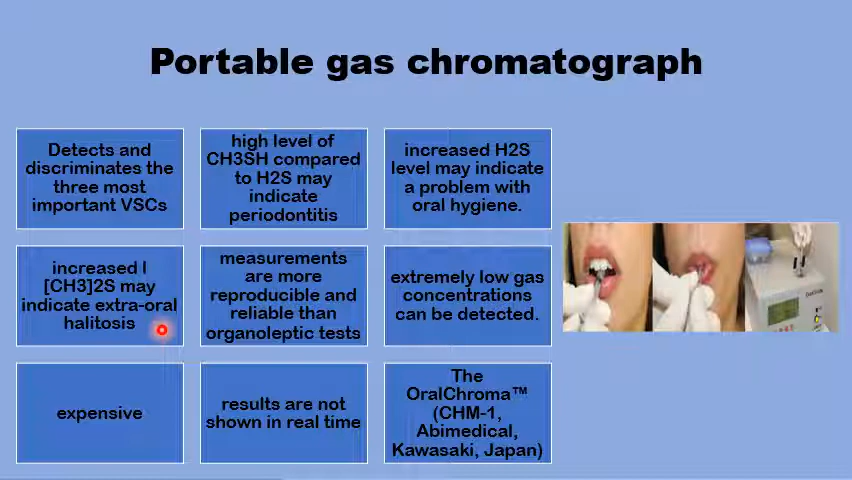 Portable gas chromatograph
Detects and
discriminates the
three most
important VSCs
high level of
CH3SH compared
to H2S may
indicate
periodontitis
increased H2S
level may indicate
a problem with
oral hygiene.
increased l
[CH3]2S may
indicate extra-oral
halitosis
measurements
are more
reproducible and
reliable than
organoleptic tests
extremely low gas
concentrations
can be detected.
expensive
results are not
shown in real time
The
OralChroma™
(CHM-1,
Abimedical,
Kawasaki, Japan)